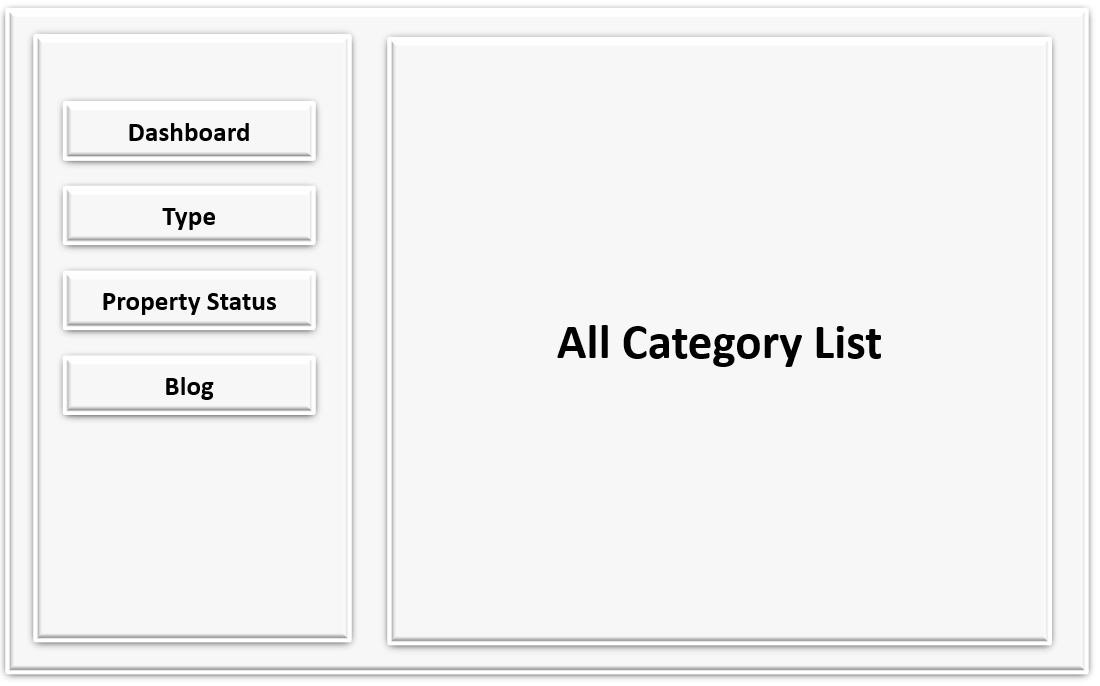 Dashboard
Type
Property Status
Blog
All Category List